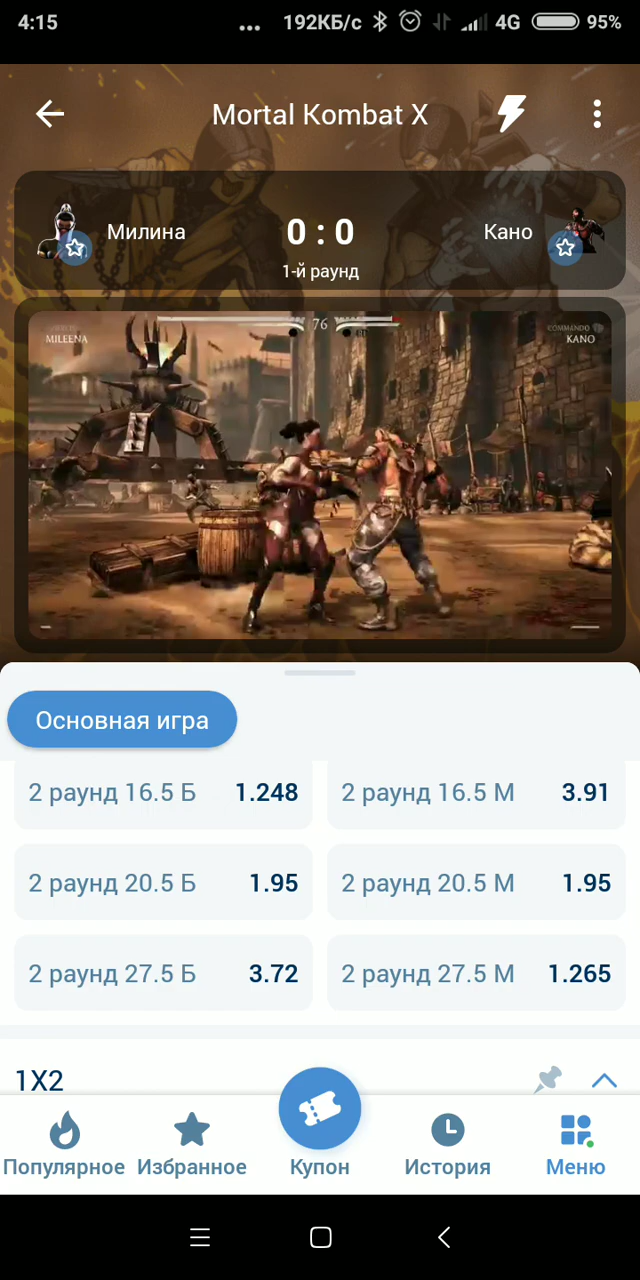 4:15 ... 192КБ/с 4G 95%
Mortal Kombat X
Милина 0 : 0 Кано
1-й раунд
76
MILEENA
COMMANDO
KANO
Основная игра
2 раунд 16.5 Б 1.248 2 раунд 16.5 М 3.91
2 раунд 20.5 Б 1.95 2 раунд 20.5 М 1.95
2 раунд 27.5 Б 3.72 2 раунд 27.5 М 1.265
1X2
Популярное Избранное Купон История Меню